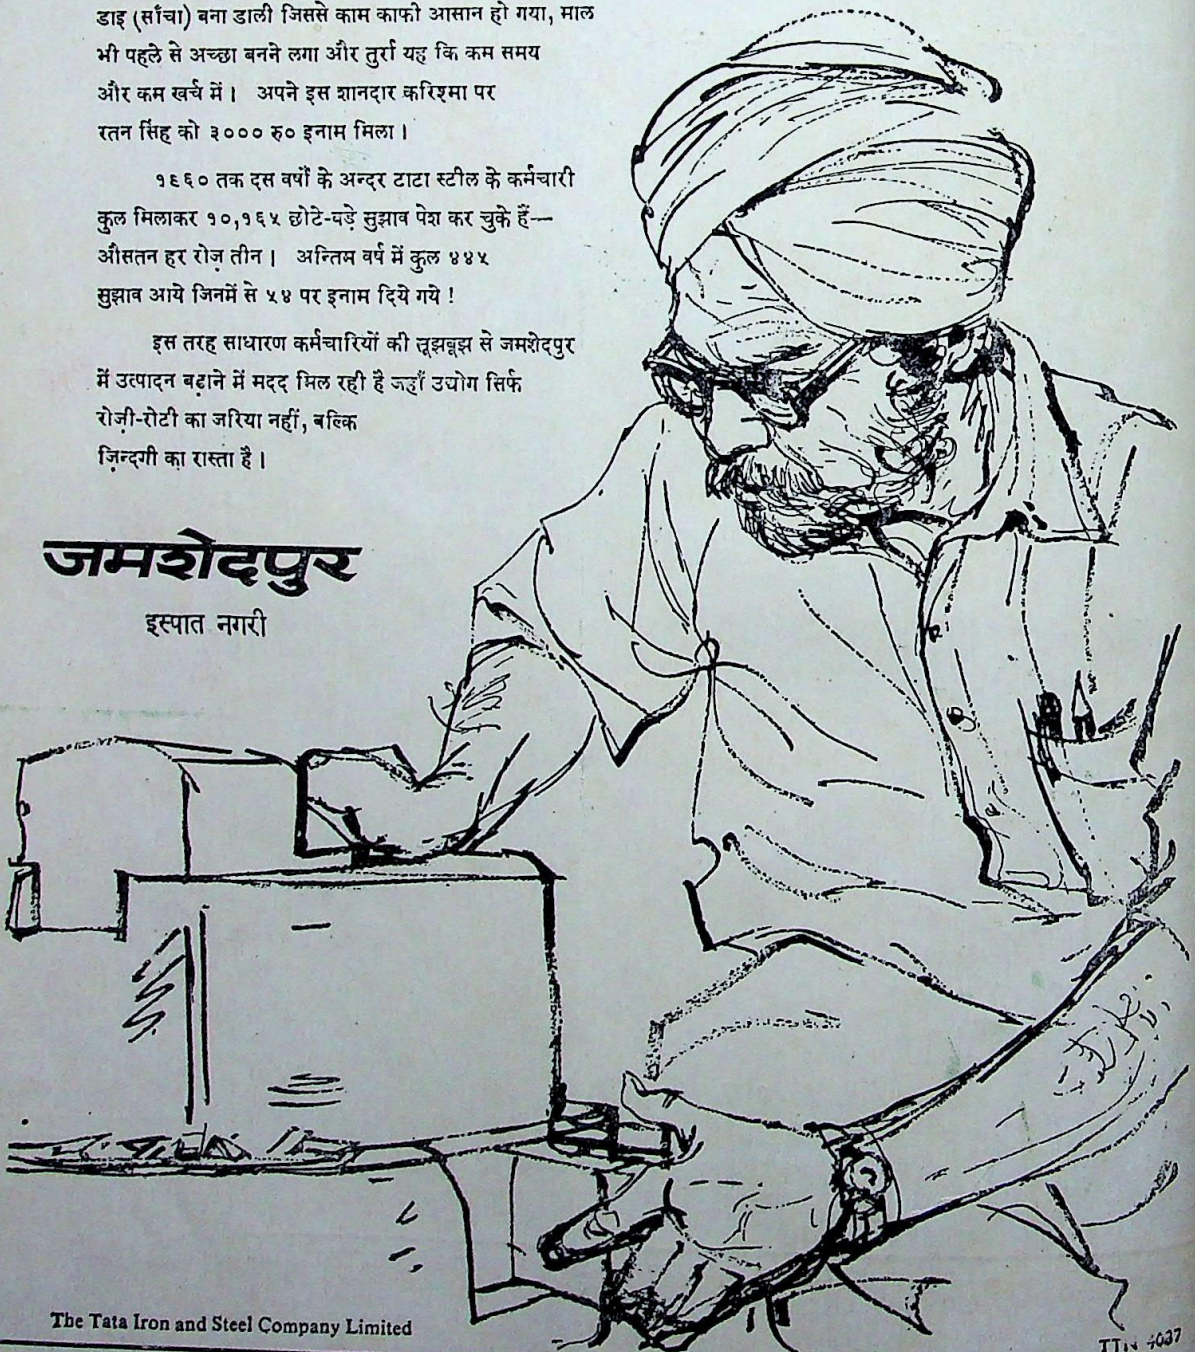 डाइ (साँचा) बना डाली जिससे काम काफी आसान हो गया, माल
भी पहले से अच्छा बनने लगा और तुर्रा यह कि कम समय
और कम खर्च में। अपने इस शानदार करिश्मा पर
रतन सिंह को ३००० रु० इनाम मिला।
१९६० तक दस वर्षों के अन्दर टाटा स्टील के कर्मचारी
कुल मिलाकर १०,१६५ छोटे-बड़े सुझाव पेश कर चुके हैं—
औसतन हर रोज़ तीन। अन्तिम वर्ष में कुल ४४५
सुझाव आये जिनमें से ५४ पर इनाम दिये गये!
इस तरह साधारण कर्मचारियों की सूझबूझ से जमशेदपुर
में उत्पादन बढ़ाने में मदद मिल रही है जहाँ उद्योग सिर्फ
रोज़ी-रोटी का जरिया नहीं, बल्कि
ज़िन्दगी का रास्ता है।
जमशेदपुर
इस्पात नगरी
The Tata Iron and Steel Company Limited